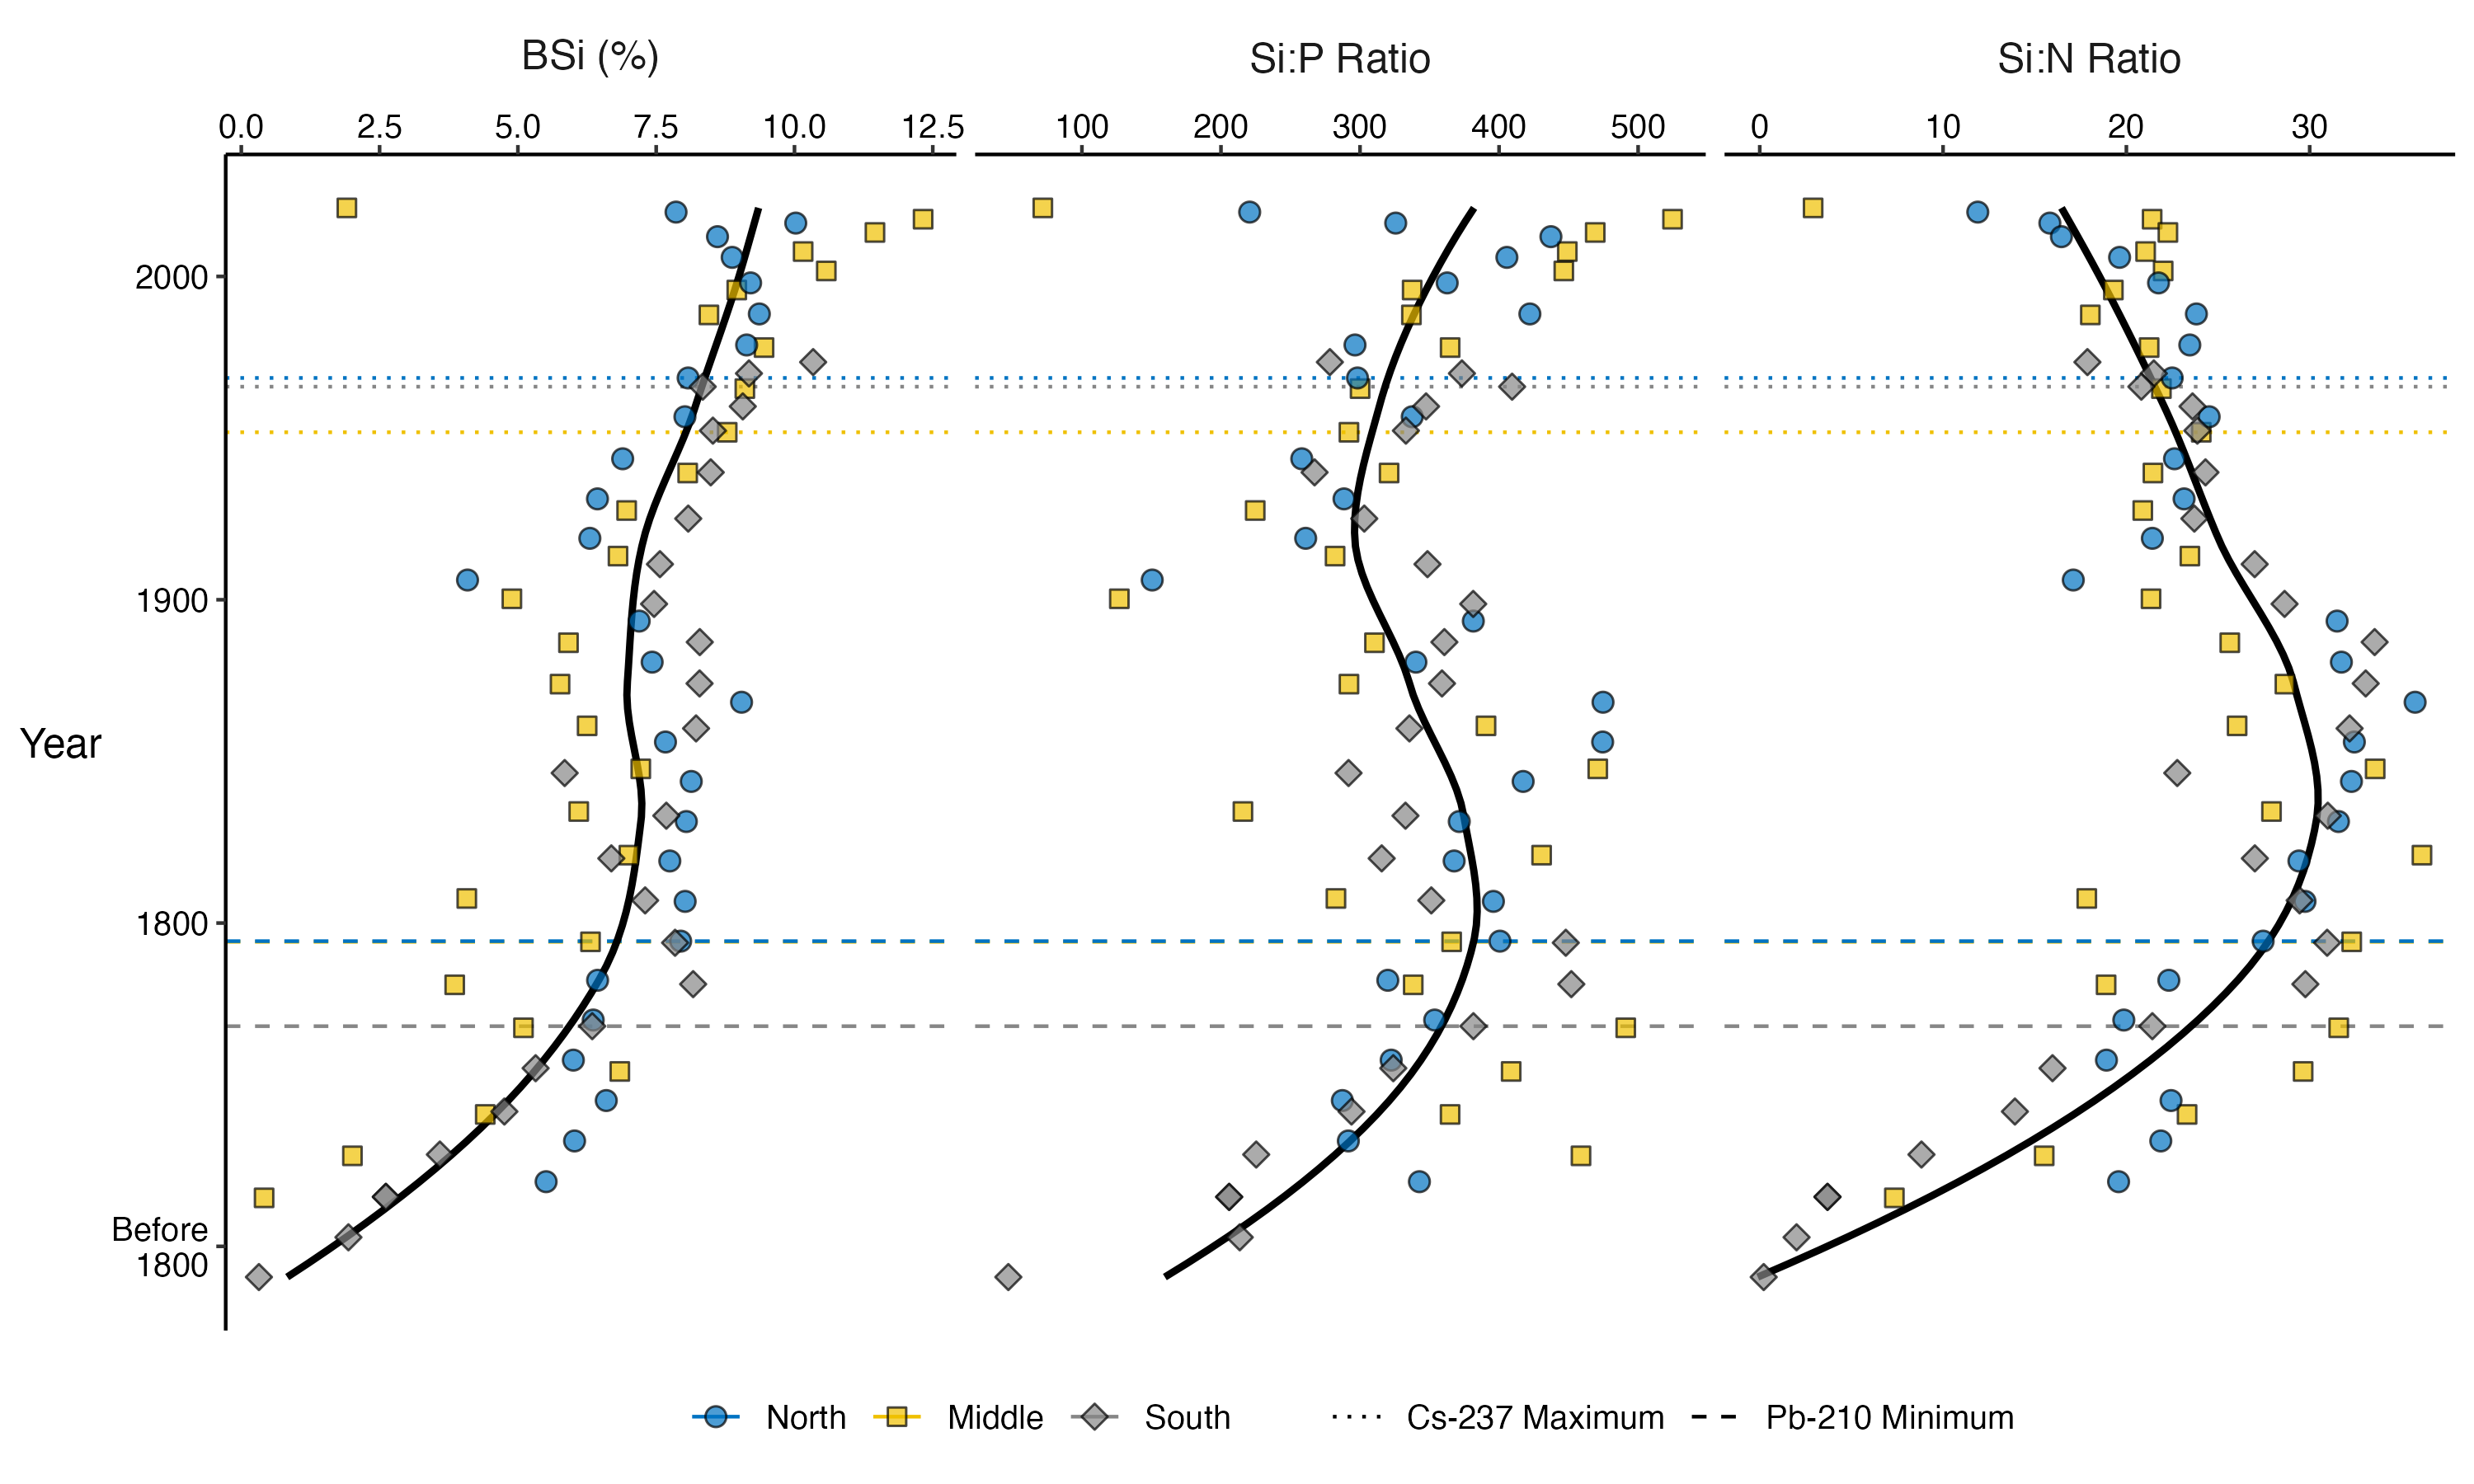 BSi (%)
Si:P Ratio
Si:N Ratio
0.0 2.5 5.0 7.5 10.0 12.5
100 200 300 400 500
0 10 20 30
2000
1900
Year
1800
Before
1800
North Middle South Cs-237 Maximum Pb-210 Minimum